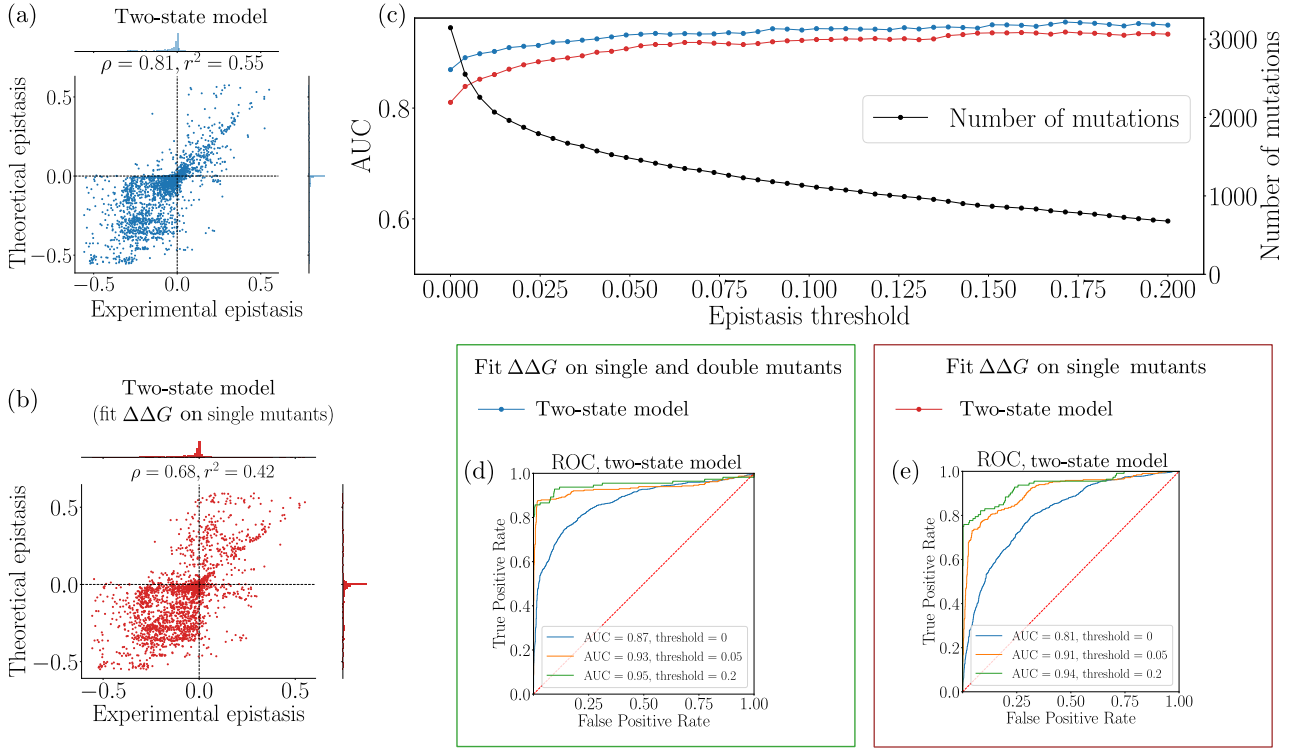 (a)
Two-state model
ρ = 0.81, r² = 0.55
Theoretical epistasis
0.5
0.0
−0.5
−0.5 0.0 0.5
Experimental epistasis
(b)
Two-state model
(fit ΔΔG on single mutants)
ρ = 0.68, r² = 0.42
Theoretical epistasis
0.5
0.0
−0.5
−0.5 0.0 0.5
Experimental epistasis
(c)
AUC
0.8
0.6
Number of mutations
3000
2000
1000
0
Number of mutations
0.000 0.025 0.050 0.075 0.100 0.125 0.150 0.175 0.200
Epistasis threshold
Fit ΔΔG on single and double mutants
Two-state model
(d)
ROC, two-state model
True Positive Rate
1.0
0.8
0.6
0.4
0.2
0.0
AUC = 0.87, threshold = 0
AUC = 0.93, threshold = 0.05
AUC = 0.95, threshold = 0.2
0.25 0.50 0.75 1.00
False Positive Rate
Fit ΔΔG on single mutants
Two-state model
(e)
ROC, two-state model
True Positive Rate
1.0
0.8
0.6
0.4
0.2
0.0
AUC = 0.81, threshold = 0
AUC = 0.91, threshold = 0.05
AUC = 0.94, threshold = 0.2
0.25 0.50 0.75 1.00
False Positive Rate